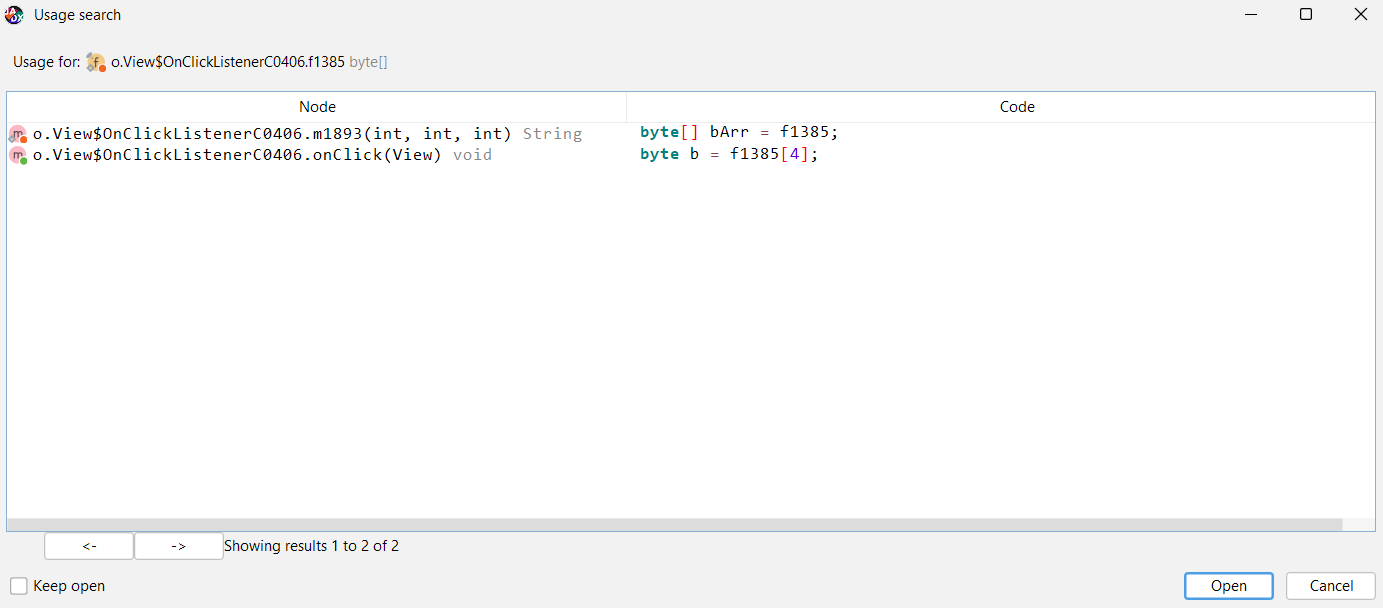 Usage search
Usage for: o.View$OnClickListenerC0406.f1385 byte[]
Node Code
o.View$OnClickListenerC0406.m1893(int, int, int) String byte[] bArr = f1385;
o.View$OnClickListenerC0406.onClick(View) void byte b = f1385[4];
<- -> Showing results 1 to 2 of 2
Keep open Open Cancel